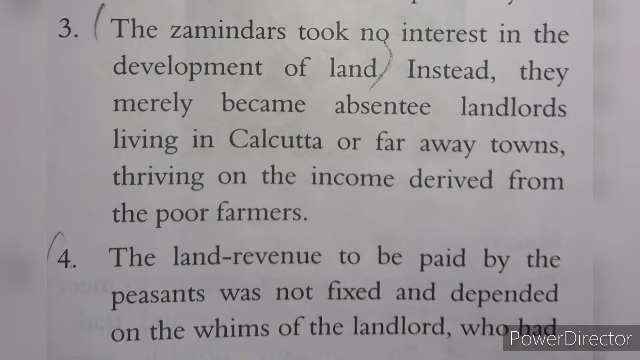 3. The zamindars took no interest in the
development of land. Instead, they
merely became absentee landlords
living in Calcutta or far away towns,
thriving on the income derived from
the poor farmers.
4. The land-revenue to be paid by the
peasants was not fixed and depended
on the whims of the landlord, who had
PowerDirector